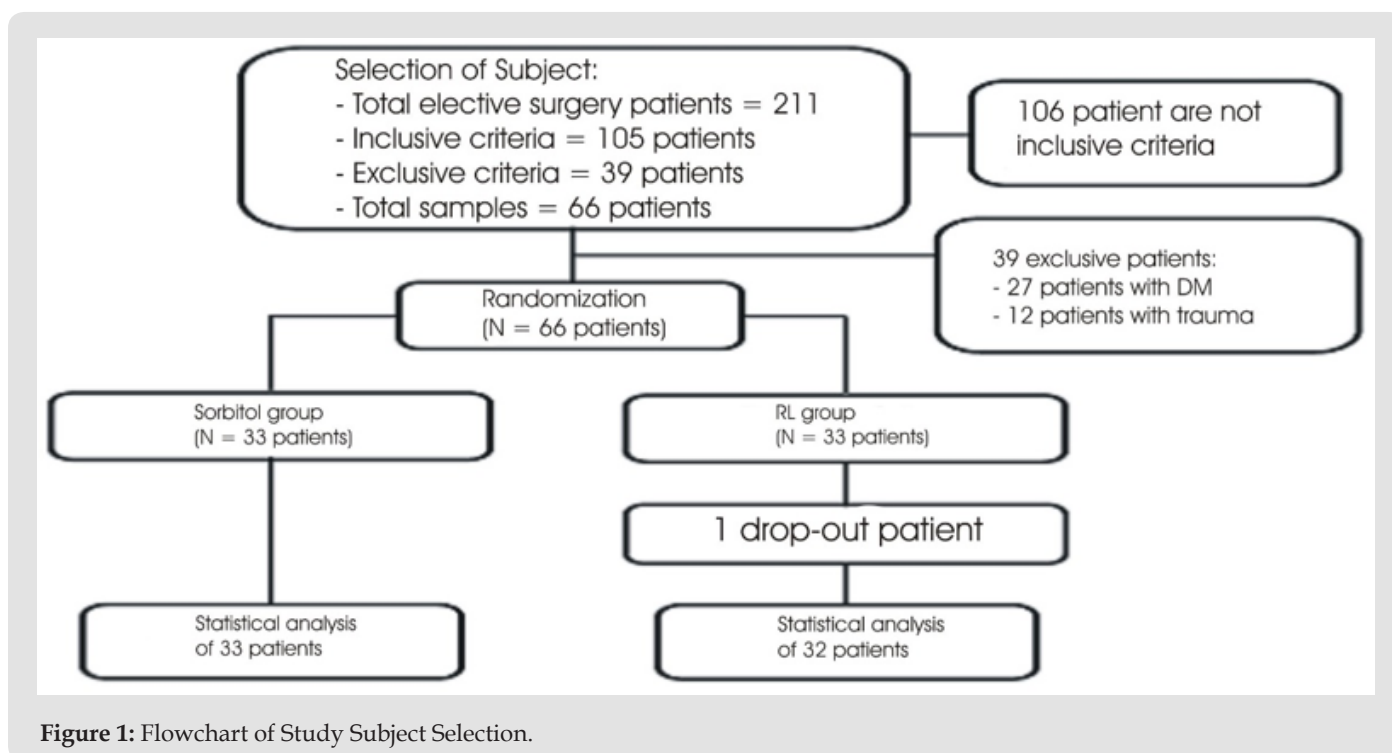 Selection of Subject:
- Total elective surgery patients = 211
- Inclusive criteria = 105 patients
- Exclusive criteria = 39 patients
- Total samples = 66 patients
106 patient are not
inclusive criteria
39 exclusive patients:
- 27 patients with DM
- 12 patients with trauma
Randomization
(N = 66 patients)
Sorbitol group
(N = 33 patients)
RL group
(N = 33 patients)
1 drop-out patient
Statistical analysis
of 33 patients
Statistical analysis
of 32 patients
Figure 1: Flowchart of Study Subject Selection.